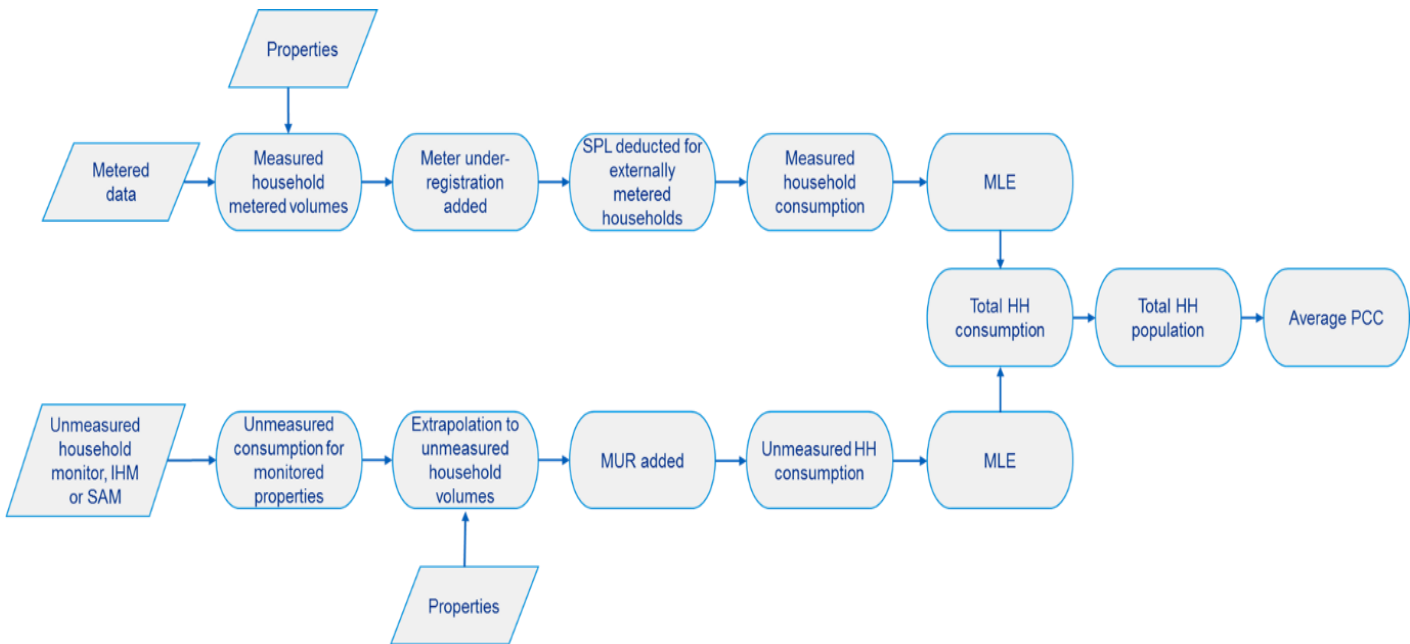 Properties
Metered
data
Measured
household
metered volumes
Meter under-
registration
added
SPL deducted for
externally
metered
households
Measured
household
consumption
MLE
Total HH
consumption
Total HH
population
Average PCC
Unmeasured
household
monitor, IHM
or SAM
Unmeasured
consumption for
monitored
properties
Extrapolation to
unmeasured
household
volumes
MUR added
Unmeasured HH
consumption
MLE
Properties